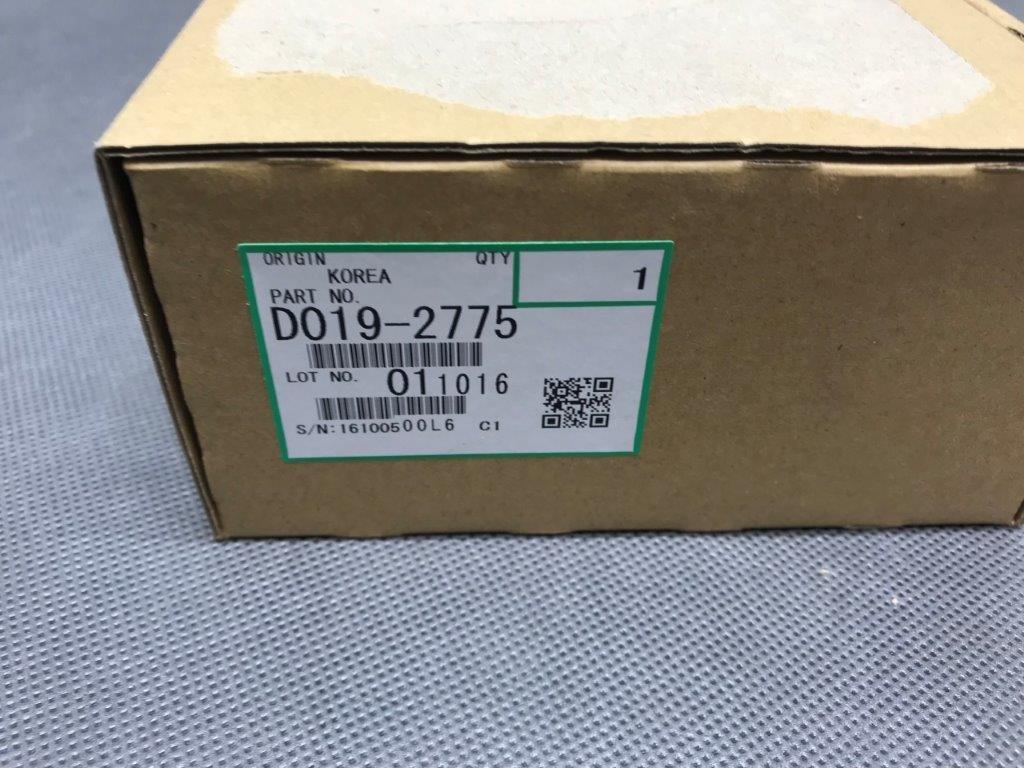 ORIGIN QTY
KOREA 1
PART NO.
D019-2775
LOT NO. 011016
S/N:16100500L6 C1